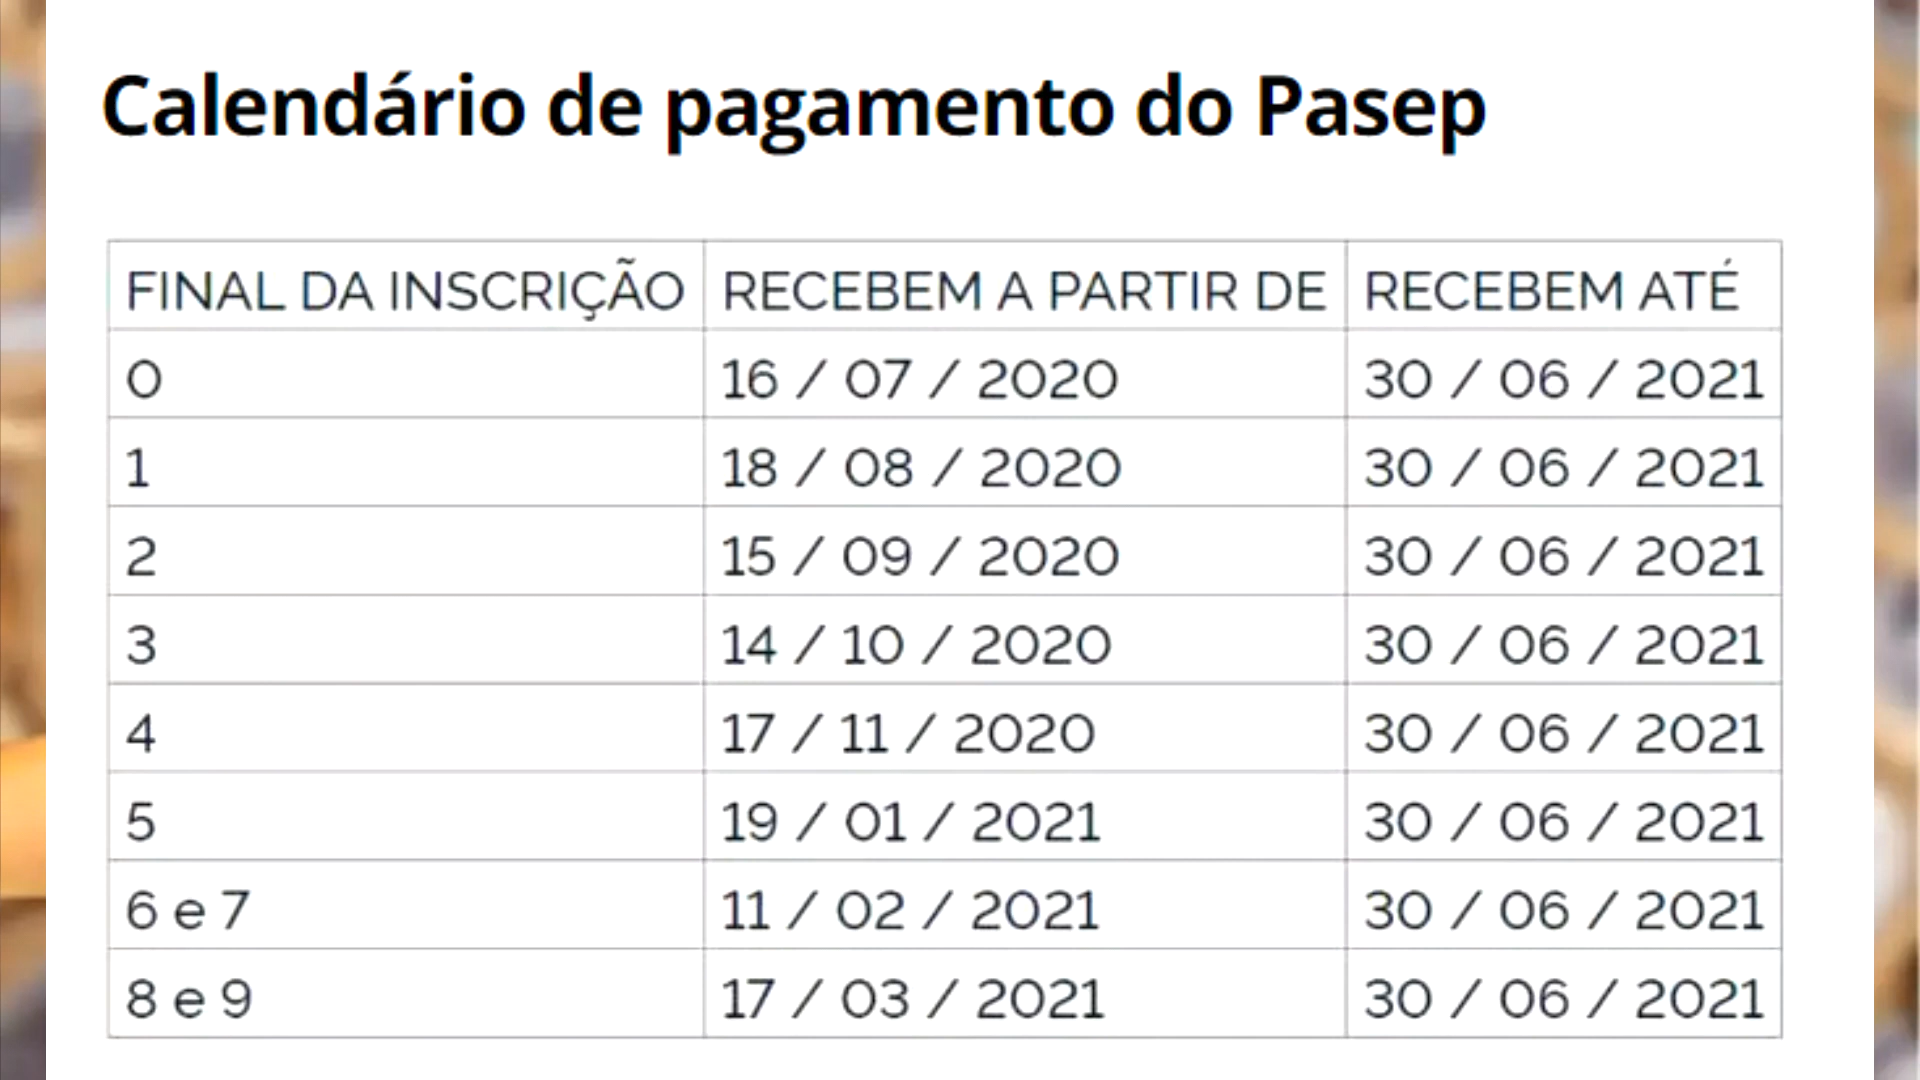 Calendário de pagamento do Pasep
FINAL DA INSCRIÇÃO RECEBEM A PARTIR DE RECEBEM ATÉ
0 16 / 07 / 2020 30 / 06 / 2021
1 18 / 08 / 2020 30 / 06 / 2021
2 15 / 09 / 2020 30 / 06 / 2021
3 14 / 10 / 2020 30 / 06 / 2021
4 17 / 11 / 2020 30 / 06 / 2021
5 19 / 01 / 2021 30 / 06 / 2021
6 e 7 11 / 02 / 2021 30 / 06 / 2021
8 e 9 17 / 03 / 2021 30 / 06 / 2021